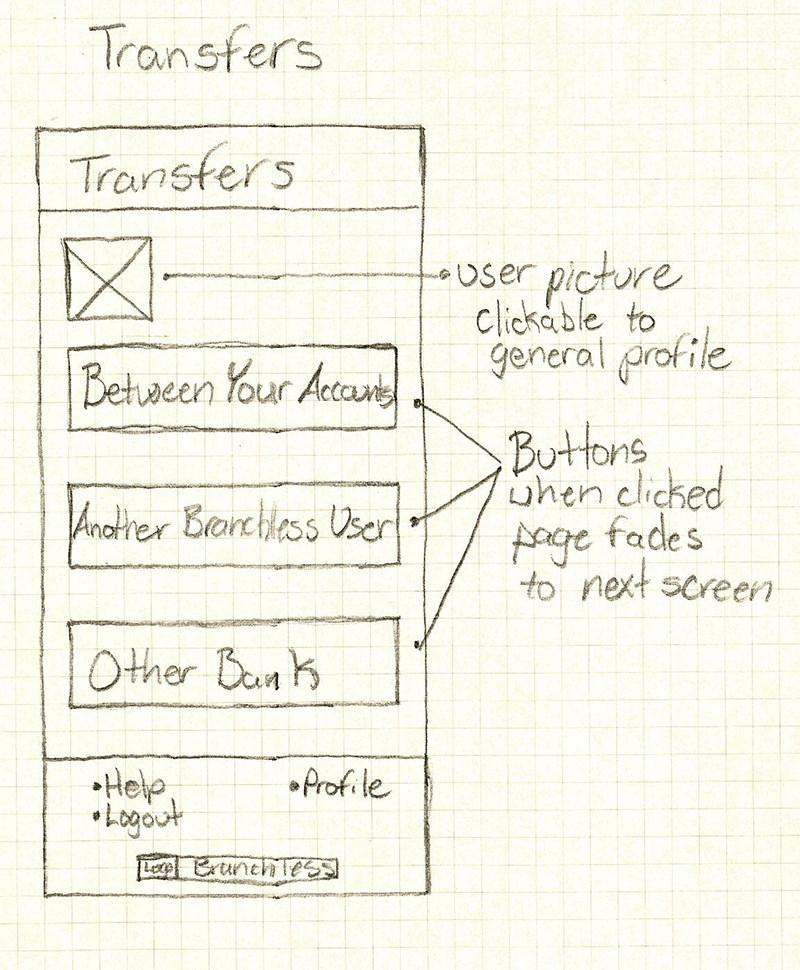 Transfers
Transfers
user picture
clickable to
general profile
Between Your Accounts
Buttons
when clicked
page fades
to next screen
Another Branchless User
Other Bank
•Help
•Profile
•Logout
Logo Branchless